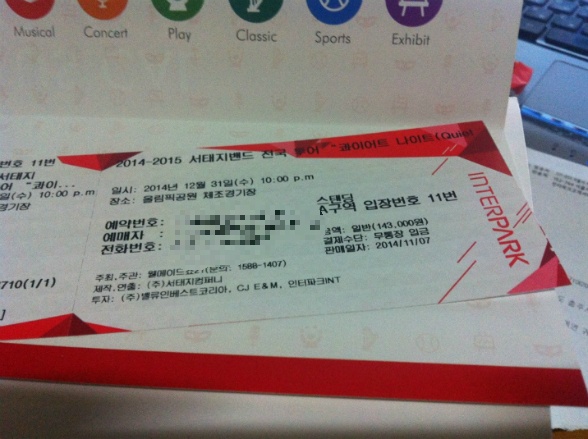 Musical Concert Play Classic Sports Exhibit
번호 11번
2014-2015 서태지밴드 전국 투어 "콰이어트 나이트(Quiet
서태지
어 "콰이...
일시: 2014년 12월 31일(수) 10:00 p.m
(수) 10:00 p.m
장소: 올림픽공원 체조경기장
경기장
스탠딩
A구역 입장번호 11번
예약번호:
예매자 :
전화번호:
금액: 일반(143,000원)
결제수단: 무통장 입금
판매일자: 2014/11/07
INTERPARK
주최,주관: 웰메이드 (문의: 1588-1407)
제작,연출: (주)서태지컴퍼니
투자: (주)밸류인베스트코리아, CJ E&M, 인터파크INT
710(1/1)
]